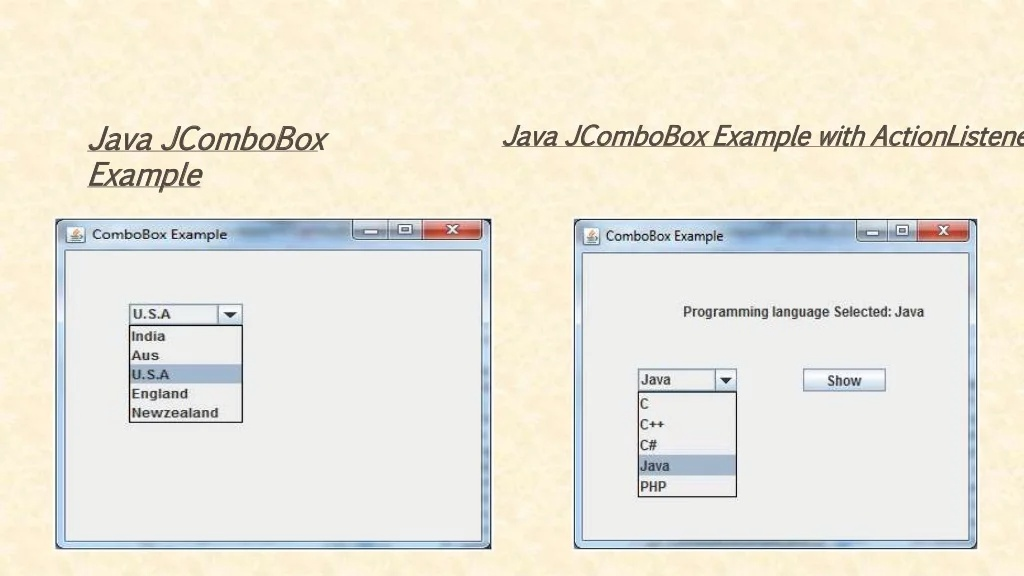 Java JComboBox
Example
Java JComboBox Example with ActionListene
ComboBox Example
U.S.A
India
Aus
U.S.A
England
Newzealand
ComboBox Example
Programming language Selected: Java
Java
Show
C
C++
C#
Java
PHP